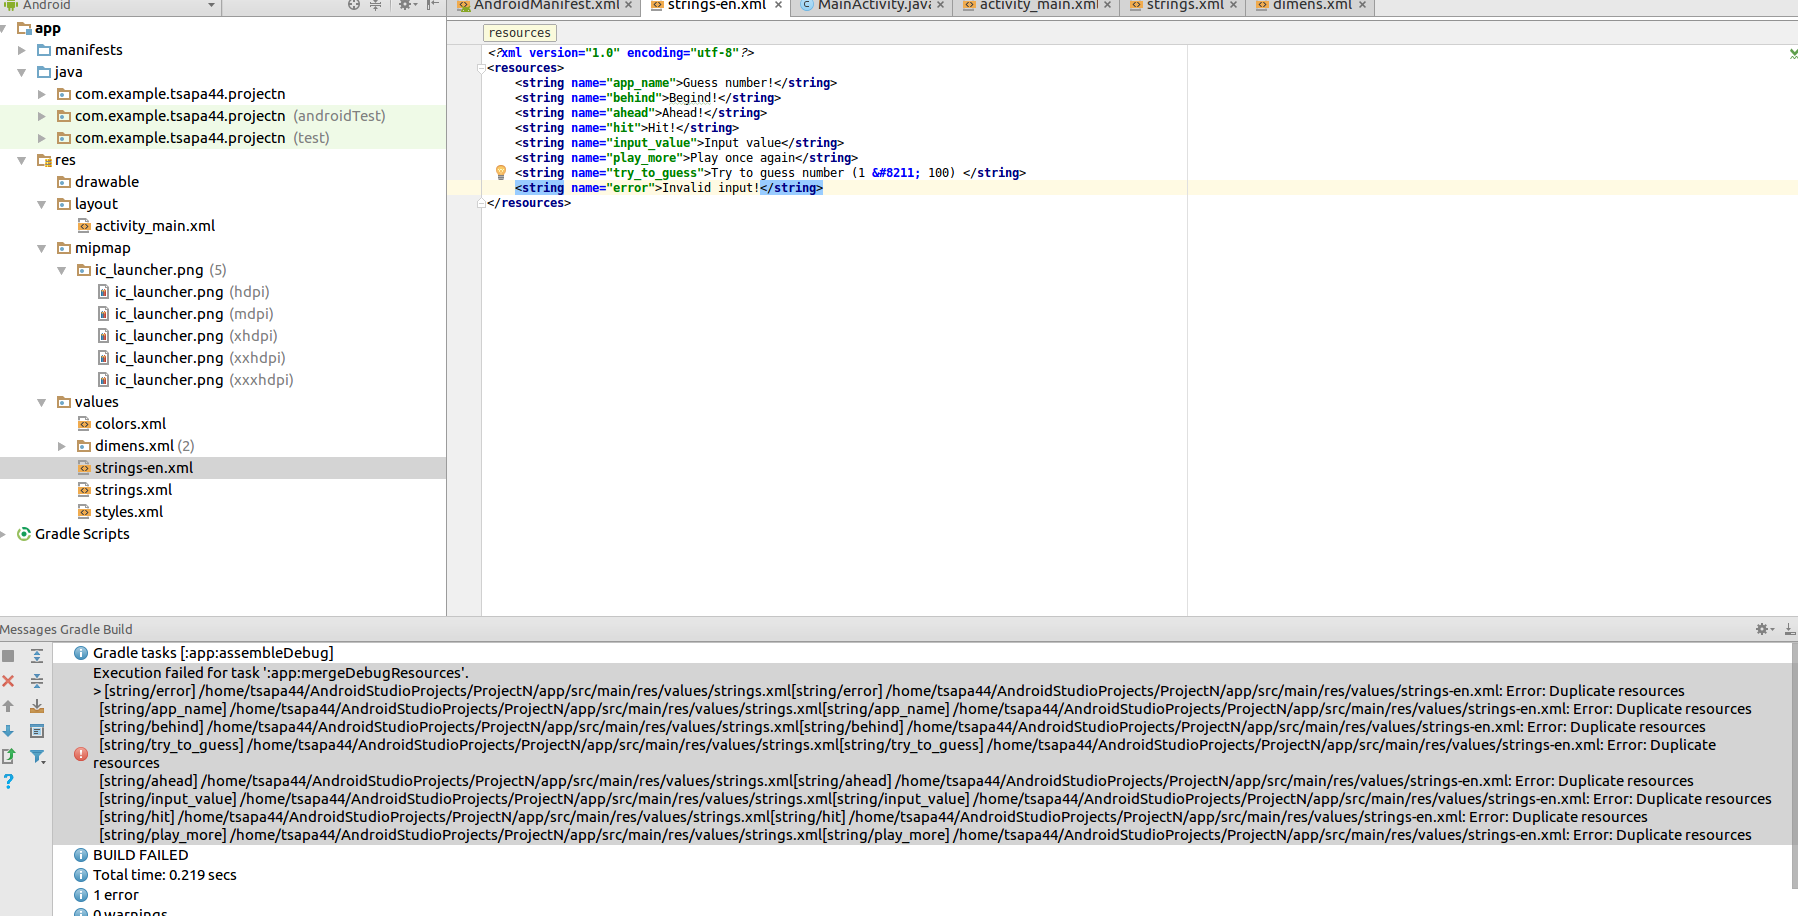 Android
AndroidManifest.xml
strings-en.xml
MainActivity.java
activity_main.xml
strings.xml
dimens.xml
app
manifests
java
com.example.tsapa44.projectn
com.example.tsapa44.projectn (androidTest)
com.example.tsapa44.projectn (test)
res
drawable
layout
activity_main.xml
mipmap
ic_launcher.png (5)
ic_launcher.png (hdpi)
ic_launcher.png (mdpi)
ic_launcher.png (xhdpi)
ic_launcher.png (xxhdpi)
ic_launcher.png (xxxhdpi)
values
colors.xml
dimens.xml (2)
strings-en.xml
strings.xml
styles.xml
Gradle Scripts
resources
<?xml version="1.0" encoding="utf-8"?>
<resources>
<string name="app_name">Guess number!</string>
<string name="behind">Begind!</string>
<string name="ahead">Ahead!</string>
<string name="hit">Hit!</string>
<string name="input_value">Input value</string>
<string name="play_more">Play once again</string>
<string name="try_to_guess">Try to guess number (1 &#8211; 100) </string>
<string name="error">Invalid input!</string>
</resources>
Messages Gradle Build
Gradle tasks [:app:assembleDebug]
Execution failed for task ':app:mergeDebugResources'.
> [string/error] /home/tsapa44/AndroidStudioProjects/ProjectN/app/src/main/res/values/strings.xml[string/error] /home/tsapa44/AndroidStudioProjects/ProjectN/app/src/main/res/values/strings-en.xml: Error: Duplicate resources
[string/app_name] /home/tsapa44/AndroidStudioProjects/ProjectN/app/src/main/res/values/strings.xml[string/app_name] /home/tsapa44/AndroidStudioProjects/ProjectN/app/src/main/res/values/strings-en.xml: Error: Duplicate resources
[string/behind] /home/tsapa44/AndroidStudioProjects/ProjectN/app/src/main/res/values/strings.xml[string/behind] /home/tsapa44/AndroidStudioProjects/ProjectN/app/src/main/res/values/strings-en.xml: Error: Duplicate resources
[string/try_to_guess] /home/tsapa44/AndroidStudioProjects/ProjectN/app/src/main/res/values/strings.xml[string/try_to_guess] /home/tsapa44/AndroidStudioProjects/ProjectN/app/src/main/res/values/strings-en.xml: Error: Duplicate
resources
[string/ahead] /home/tsapa44/AndroidStudioProjects/ProjectN/app/src/main/res/values/strings.xml[string/ahead] /home/tsapa44/AndroidStudioProjects/ProjectN/app/src/main/res/values/strings-en.xml: Error: Duplicate resources
[string/input_value] /home/tsapa44/AndroidStudioProjects/ProjectN/app/src/main/res/values/strings.xml[string/input_value] /home/tsapa44/AndroidStudioProjects/ProjectN/app/src/main/res/values/strings-en.xml: Error: Duplicate resources
[string/hit] /home/tsapa44/AndroidStudioProjects/ProjectN/app/src/main/res/values/strings.xml[string/hit] /home/tsapa44/AndroidStudioProjects/ProjectN/app/src/main/res/values/strings-en.xml: Error: Duplicate resources
[string/play_more] /home/tsapa44/AndroidStudioProjects/ProjectN/app/src/main/res/values/strings.xml[string/play_more] /home/tsapa44/AndroidStudioProjects/ProjectN/app/src/main/res/values/strings-en.xml: Error: Duplicate resources
BUILD FAILED
Total time: 0.219 secs
1 error
0 warnings